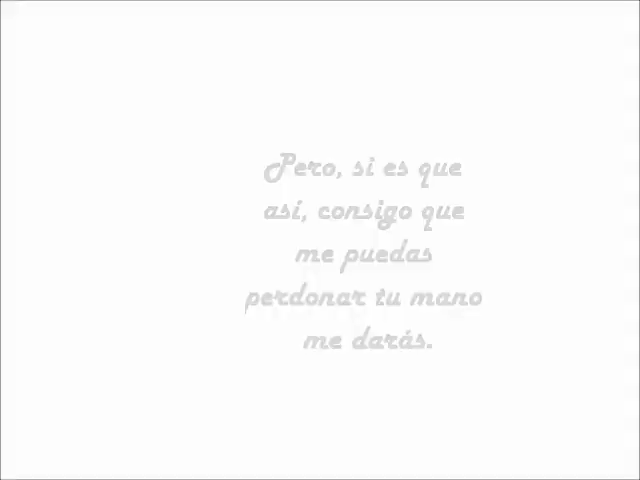 Pero, si es que
así, consigo que
me puedas
perdonar tu mano
me darás.